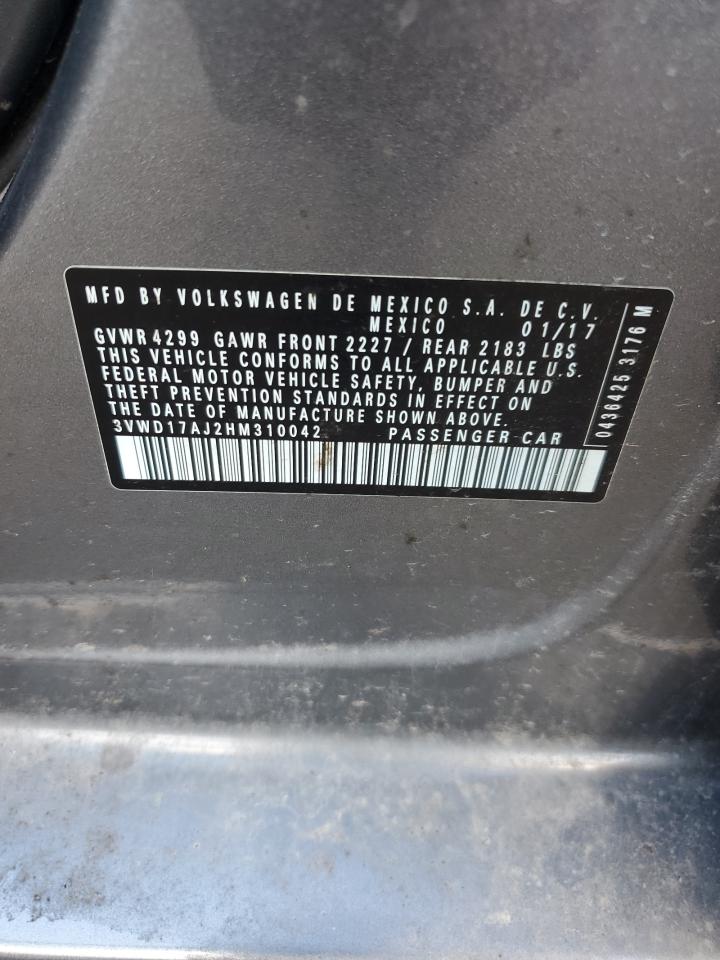 MFD BY VOLKSWAGEN DE MEXICO S.A. DE C.V.
MEXICO 01/17
GVWR 4299 GAWR FRONT 2227 / REAR 2183 LBS
THIS VEHICLE CONFORMS TO ALL APPLICABLE U.S.
FEDERAL MOTOR VEHICLE SAFETY, BUMPER AND
THEFT PREVENTION STANDARDS IN EFFECT ON
THE DATE OF MANUFACTURE SHOWN ABOVE.
3VWD17AJ2HM310042 PASSENGER CAR
0436425 3176 M